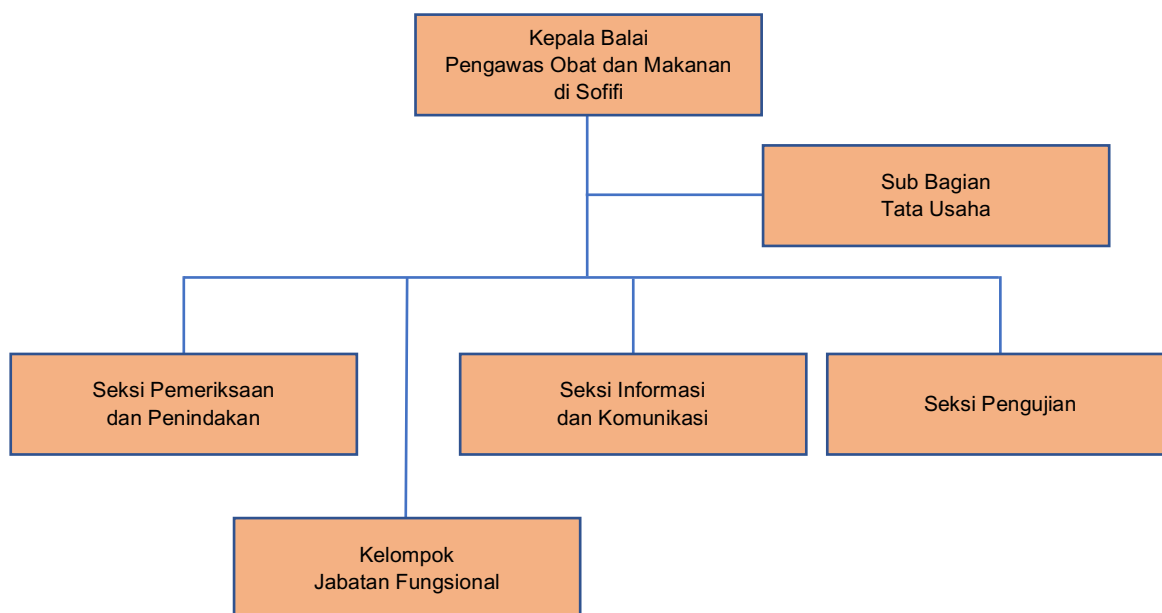 Kepala Balai
Pengawas Obat dan Makanan
di Sofifi
Sub Bagian
Tata Usaha
Seksi Pemeriksaan
dan Penindakan
Seksi Informasi
dan Komunikasi
Seksi Pengujian
Kelompok
Jabatan Fungsional